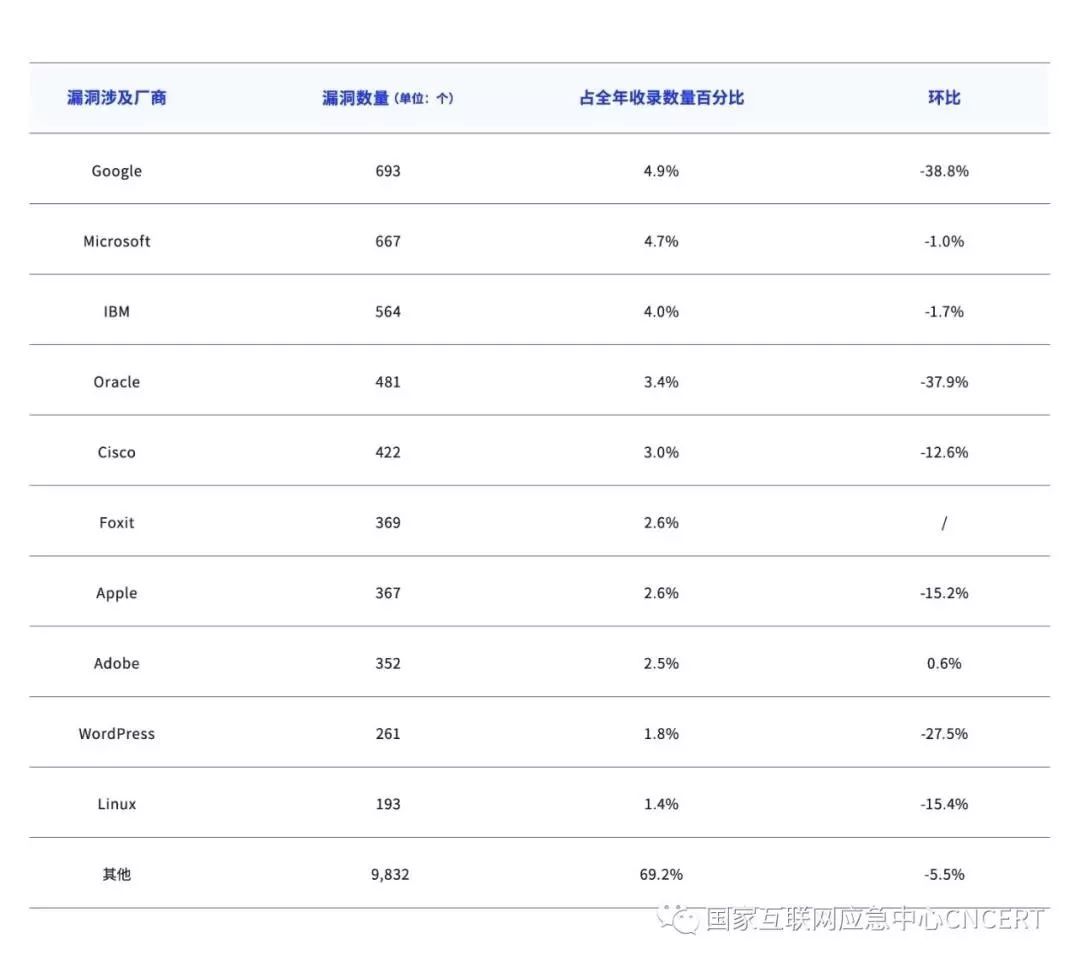 漏洞涉及厂商 漏洞数量 (单位：个) 占全年收录数量百分比 环比
Google 693 4.9% -38.8%
Microsoft 667 4.7% -1.0%
IBM 564 4.0% -1.7%
Oracle 481 3.4% -37.9%
Cisco 422 3.0% -12.6%
Foxit 369 2.6% /
Apple 367 2.6% -15.2%
Adobe 352 2.5% 0.6%
WordPress 261 1.8% -27.5%
Linux 193 1.4% -15.4%
其他 9,832 69.2% -5.5%
国家互联网应急中心CNCERT